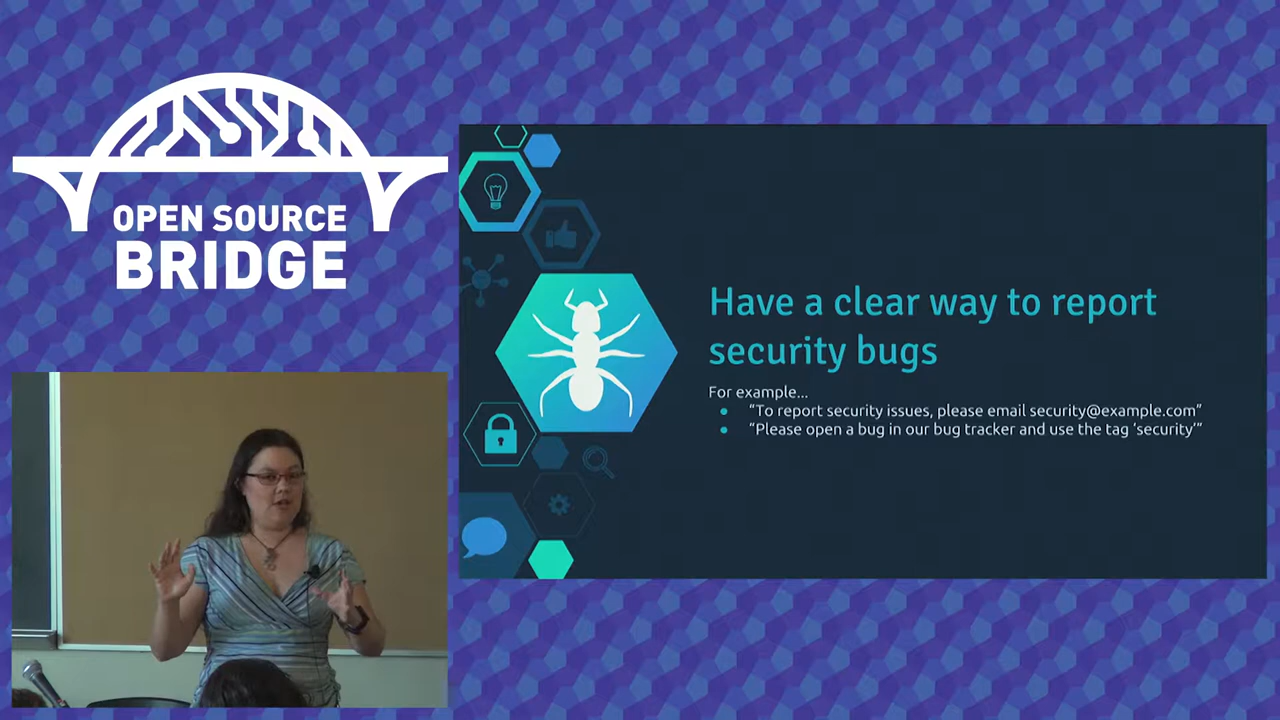 OPEN SOURCE
BRIDGE
Have a clear way to report
security bugs
For example...
● “To report security issues, please email security@example.com”
● “Please open a bug in our bug tracker and use the tag 'security'”